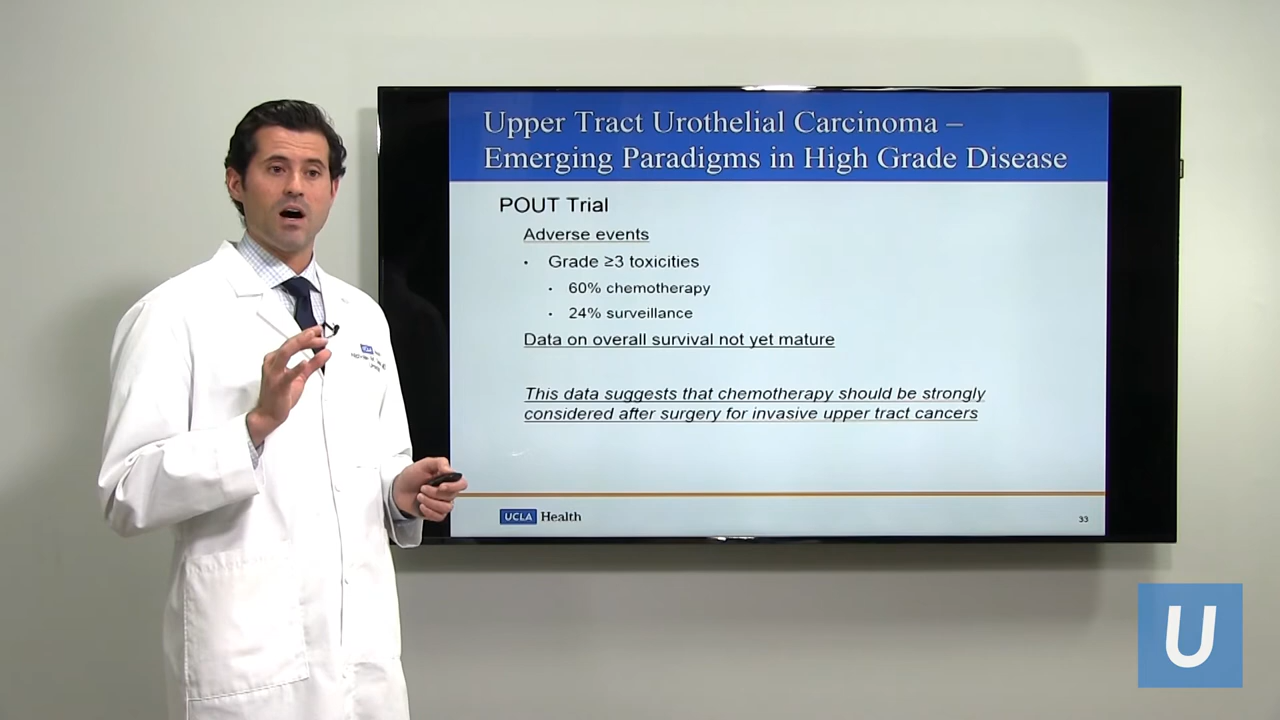 Upper Tract Urothelial Carcinoma –
Emerging Paradigms in High Grade Disease
POUT Trial
Adverse events
• Grade ≥3 toxicities
• 60% chemotherapy
• 24% surveillance
Data on overall survival not yet mature
This data suggests that chemotherapy should be strongly
considered after surgery for invasive upper tract cancers
UCLA Health
33
UCLA
U